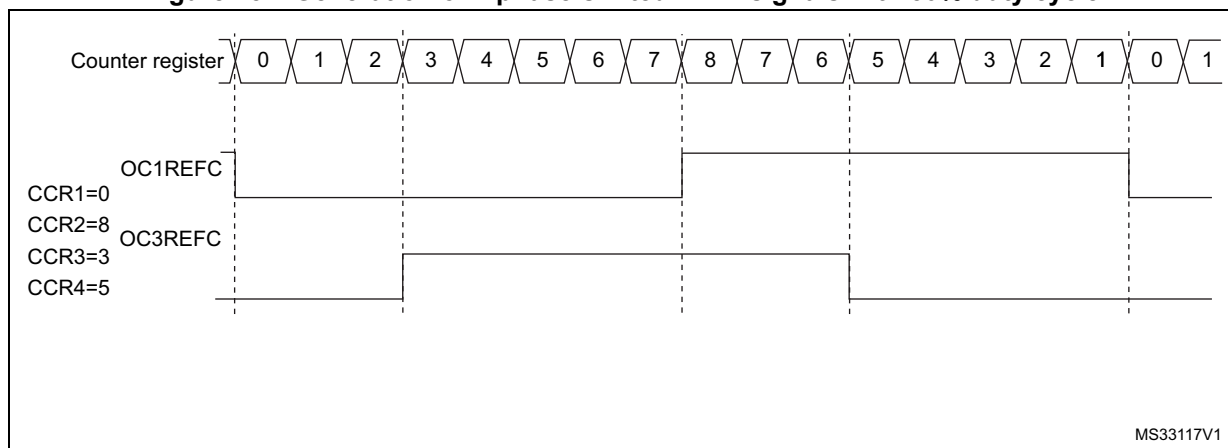 Counter register 0 1 2 3 4 5 6 7 8 7 6 5 4 3 2 1 0 1
OC1REFC
CCR1=0
CCR2=8
OC3REFC
CCR3=3
CCR4=5
MS33117V1